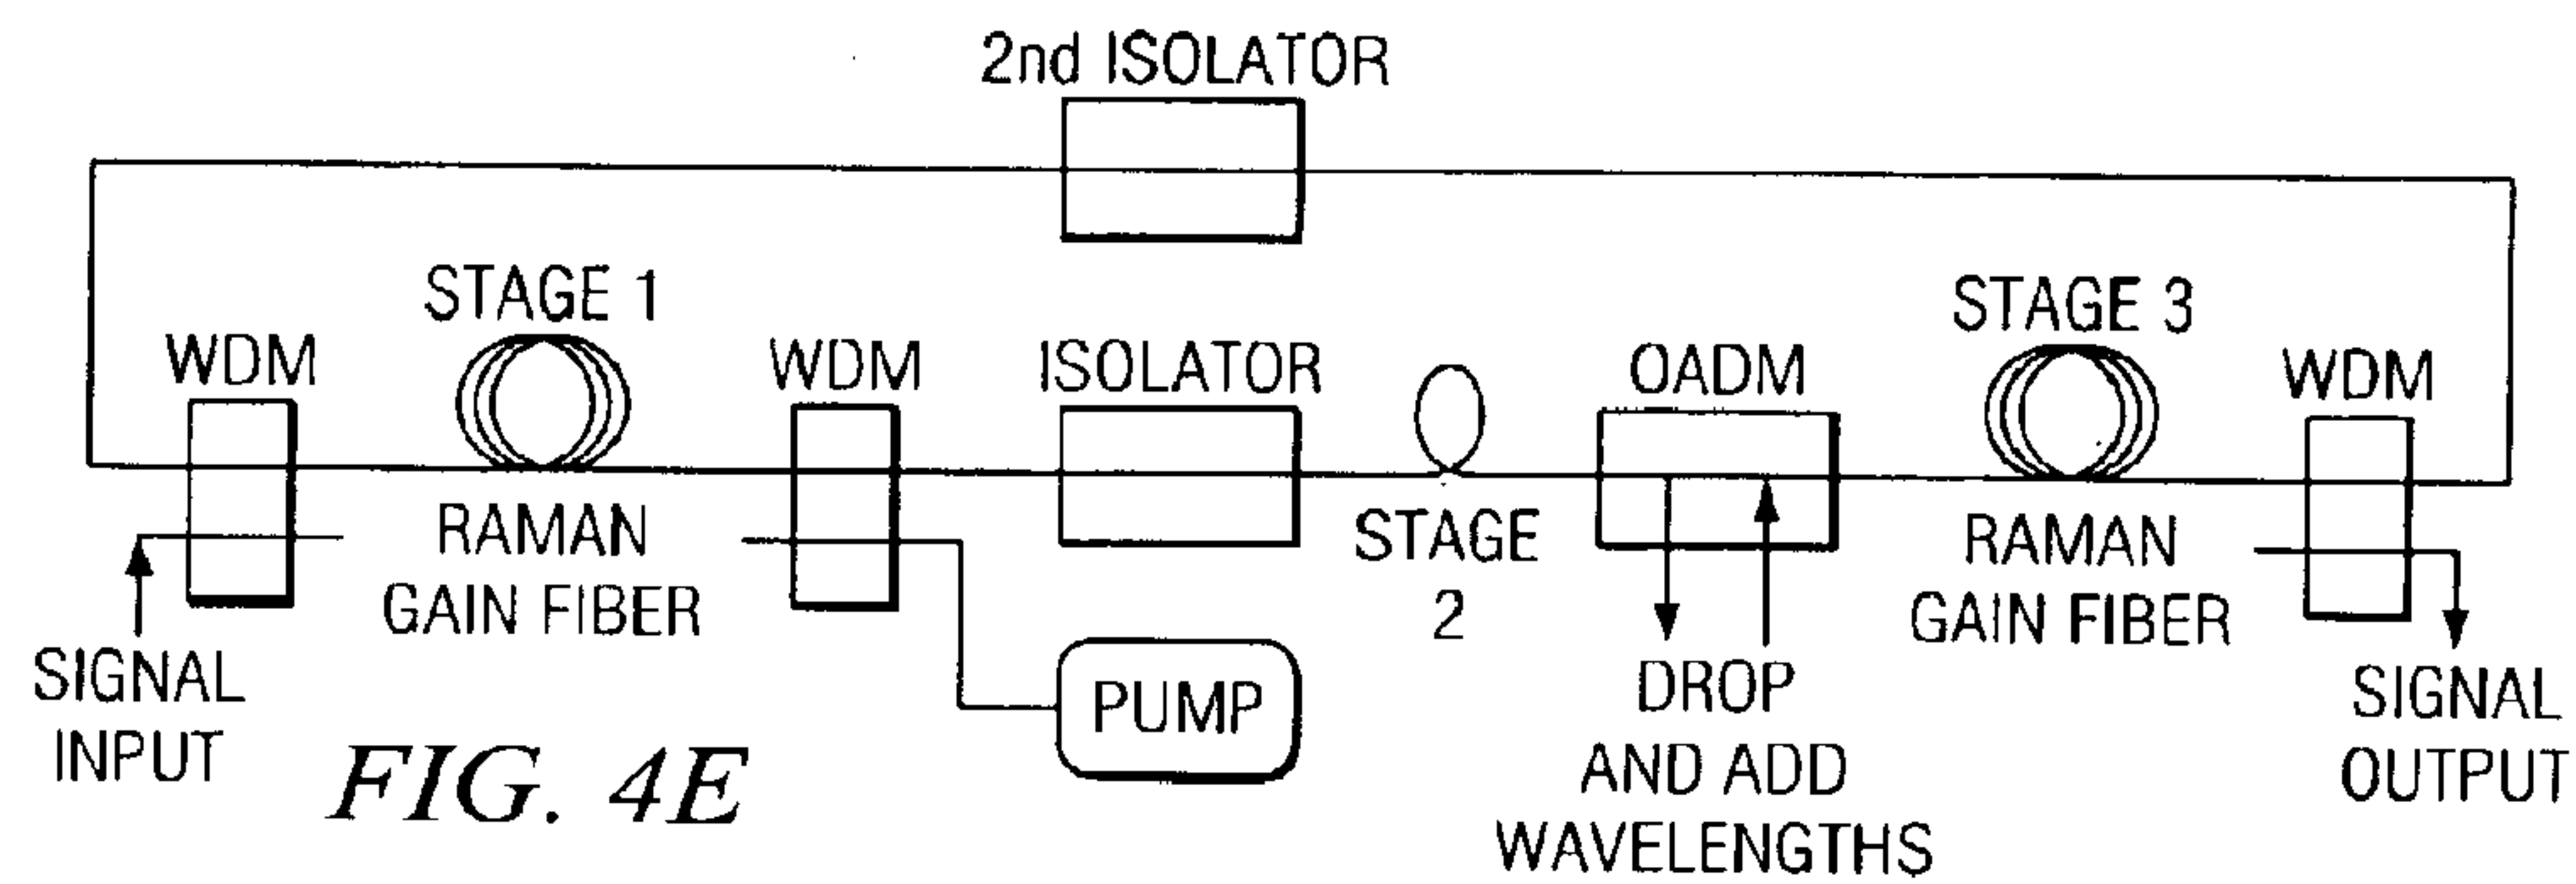 2nd ISOLATOR
STAGE 1
STAGE 3
WDM
WDM
ISOLATOR
OADM
WDM
RAMAN
GAIN FIBER
STAGE
2
RAMAN
GAIN FIBER
SIGNAL
INPUT
PUMP
DROP
AND ADD
WAVELENGTHS
SIGNAL
OUTPUT
FIG. 4E